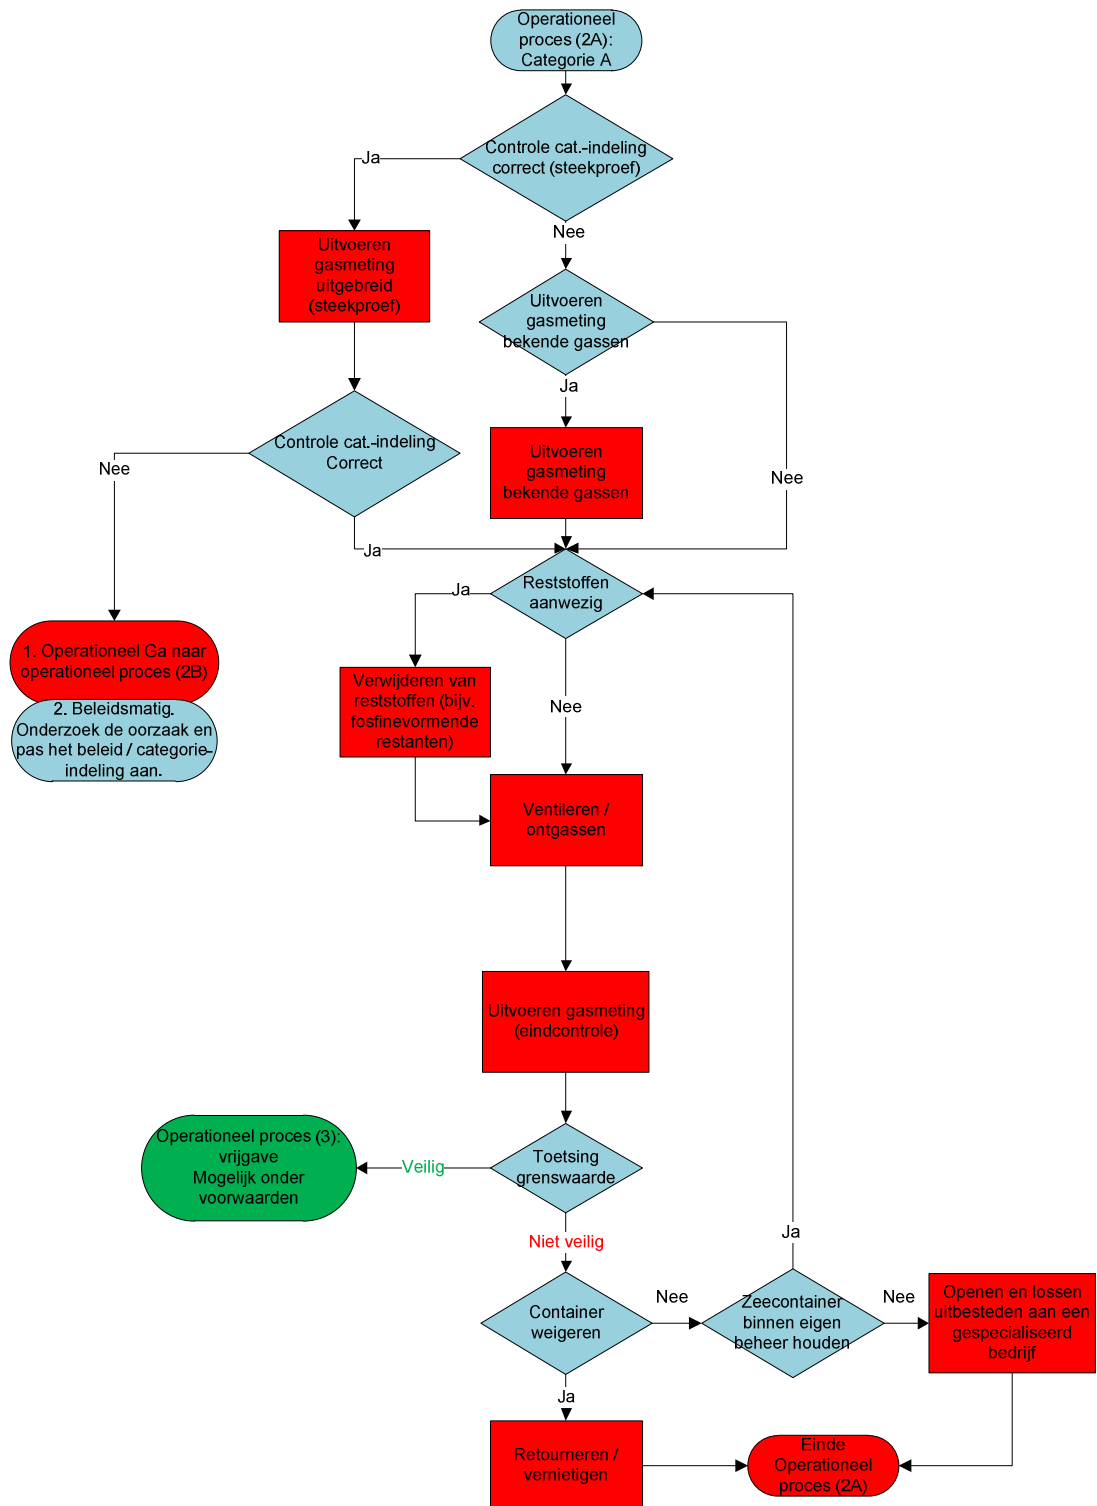 Operationeel
proces (2A):
Categorie A
Controle cat.-indeling
correct (steekproef)
Ja
Nee
Uitvoeren
gasmeting
uitgebreid
(steekproef)
Uitvoeren
gasmeting
bekende gassen
Ja
Nee
Controle cat.-indeling
Correct
Nee
Ja
Uitvoeren
gasmeting
bekende gassen
Reststoffen
aanwezig
Ja
Nee
1. Operationeel Ga naar
operationeel proces (2B)
2. Beleidsmatig.
Onderzoek de oorzaak en
pas het beleid / categorie-
indeling aan.
Verwijderen van
reststoffen (bijv.
fosfinevormende
restanten)
Ventileren /
ontgassen
Uitvoeren gasmeting
(eindcontrole)
Operationeel proces (3):
vrijgave
Mogelijk onder
voorwaarden
Veilig
Toetsing
grenswaarde
Niet veilig
Container
weigeren
Nee
Ja
Zeecontainer
binnen eigen
beheer houden
Ja
Nee
Openen en lossen
uitbesteden aan een
gespecialiseerd
bedrijf
Retourneren /
vernietigen
Einde
Operationeel
proces (2A)